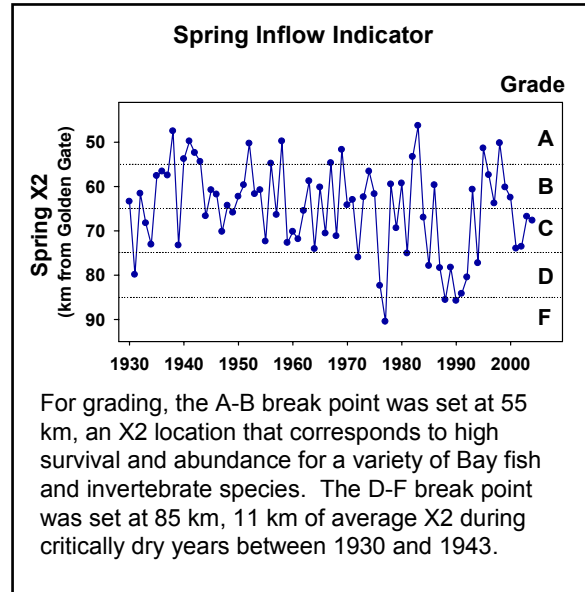 Spring Inflow Indicator
Grade
Spring X2
(km from Golden Gate)
50
60
70
80
90
A
B
C
D
F
1930 1940 1950 1960 1970 1980 1990 2000
For grading, the A-B break point was set at 55
km, an X2 location that corresponds to high
survival and abundance for a variety of Bay fish
and invertebrate species. The D-F break point
was set at 85 km, 11 km of average X2 during
critically dry years between 1930 and 1943.